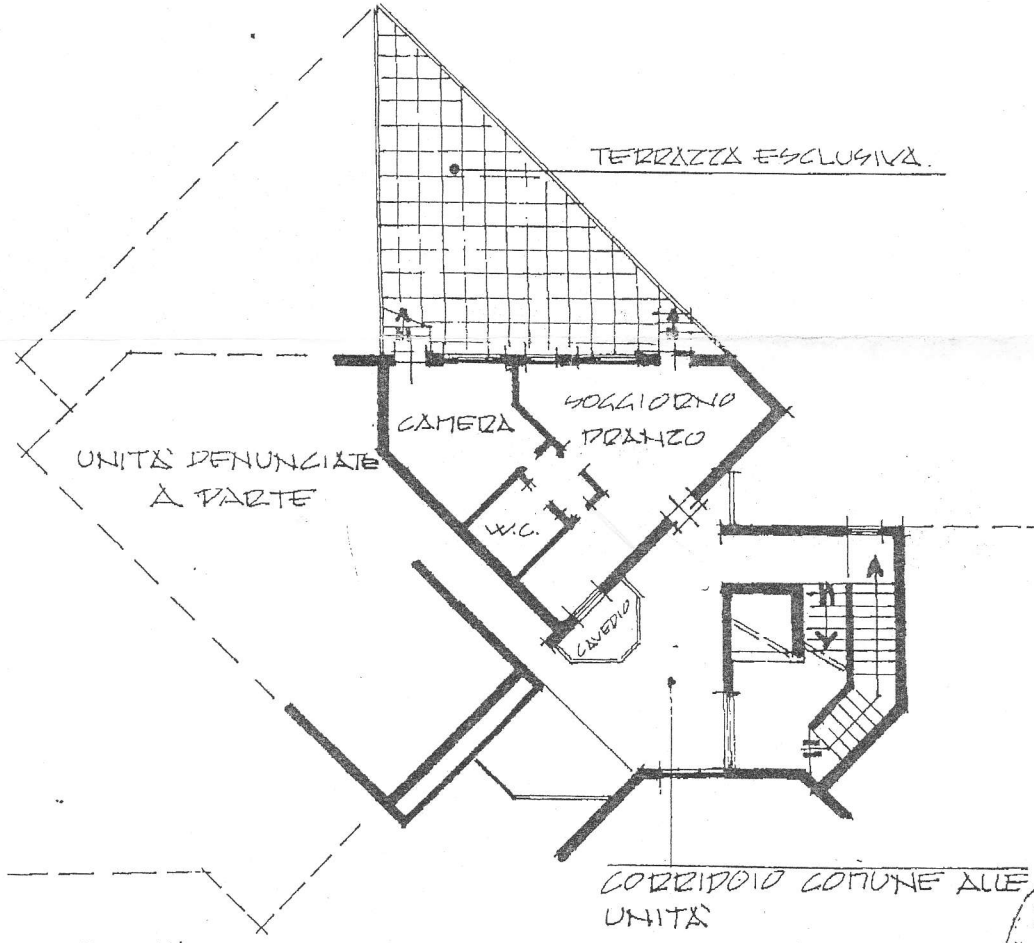 TERRAZZA ESCLUSIVA.
CAMERA
SOGGIORNO
PRANZO
UNITÀ DENUNCIATE
A PARTE
W.C.
CAVEDIO
CORRIDOIO COMUNE ALLE
UNITÀ